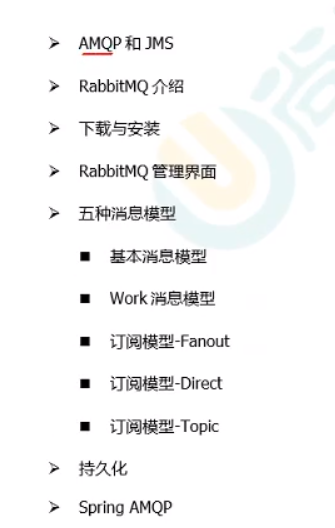 AMQP 和 JMS
RabbitMQ 介绍
下载与安装
RabbitMQ 管理界面
五种消息模型
基本消息模型
Work 消息模型
订阅模型-Fanout
订阅模型-Direct
订阅模型-Topic
持久化
Spring AMQP